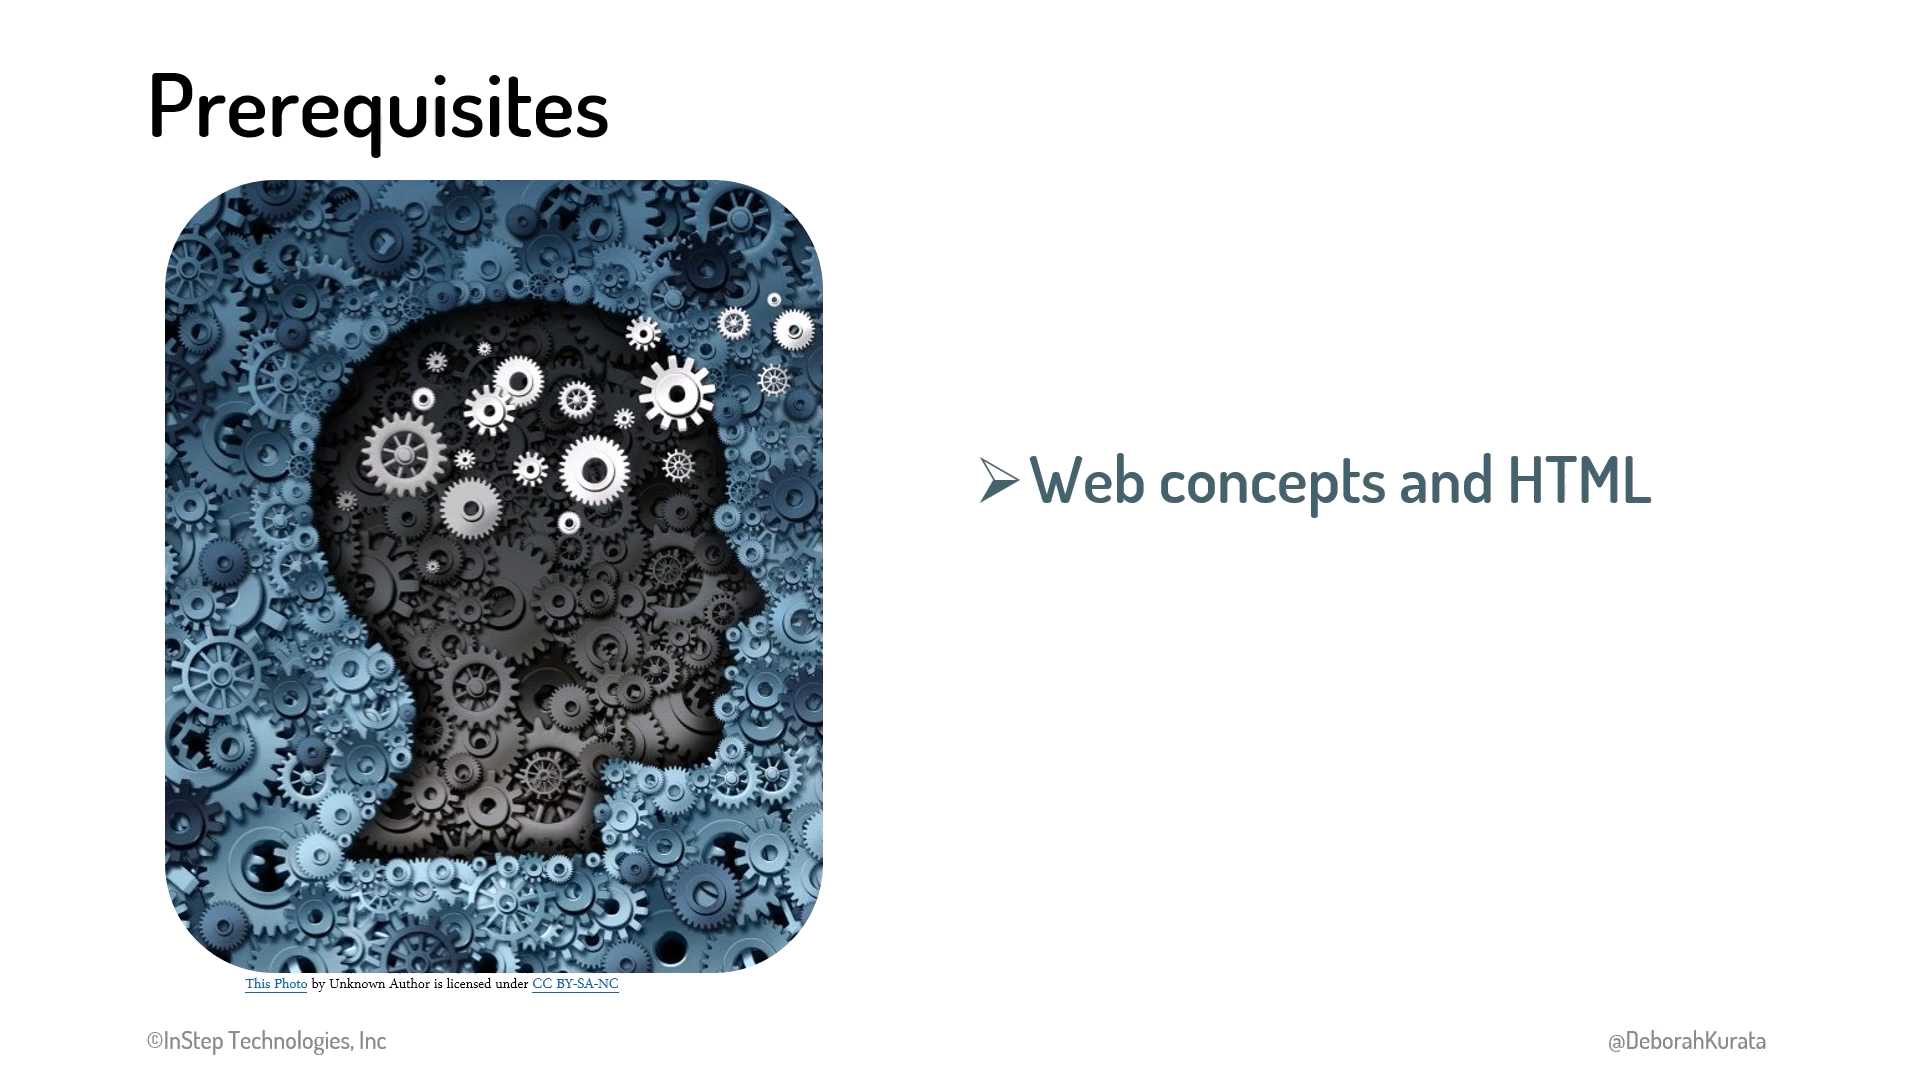 Prerequisites
Web concepts and HTML
This Photo by Unknown Author is licensed under CC BY-SA-NC
©InStep Technologies, Inc
@DeborahKurata